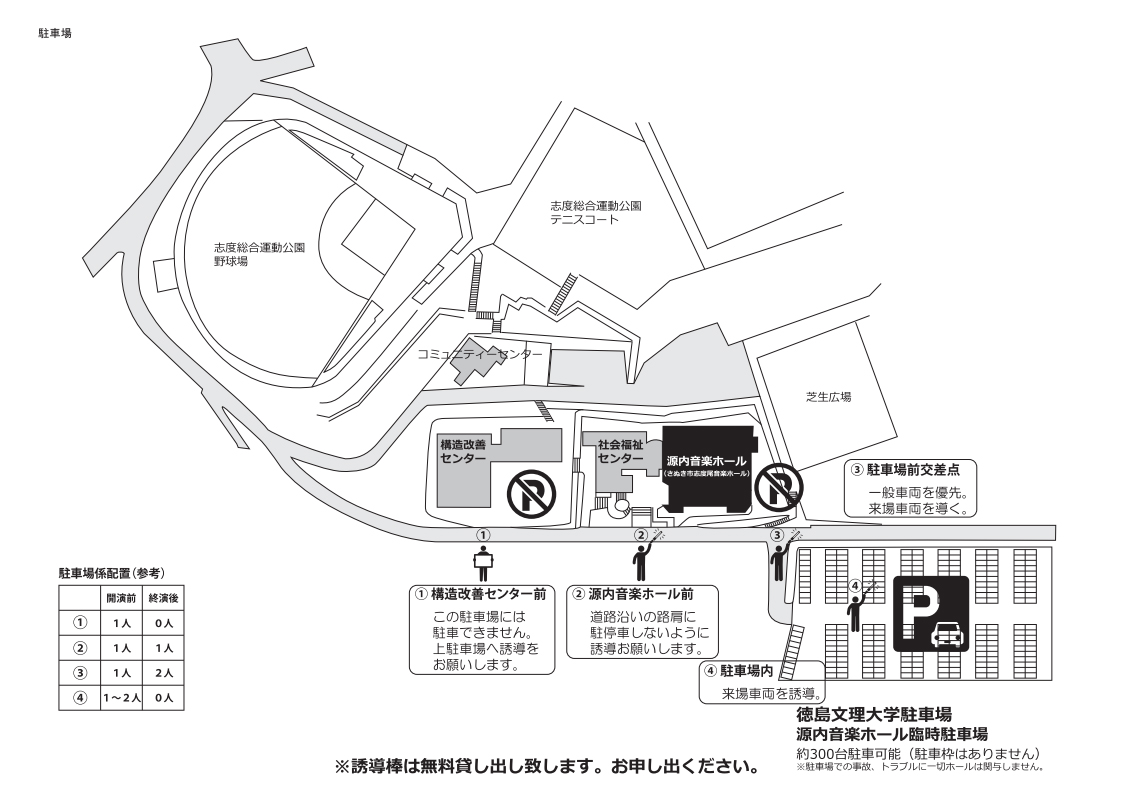 駐車場
志度総合運動公園
テニスコート
志度総合運動公園
野球場
コミュニティーセンター
芝生広場
構造改善
センター
社会福祉
センター
源内音楽ホール
(さぬき市志度尾音楽ホール)
P
P
③ 駐車場前交差点
一般車両を優先。
来場車両を導く。
①
②
③
④
P
① 構造改善センター前
この駐車場には
駐車できません。
上駐車場へ誘導を
お願いします。
② 源内音楽ホール前
道路沿いの路肩に
駐停車しないように
誘導お願いします。
④ 駐車場内
来場車両を誘導。
駐車場係配置(参考)
開演前 終演後
① 1人 0人
② 1人 1人
③ 1人 2人
④ 1〜2人 0人
徳島文理大学駐車場
源内音楽ホール臨時駐車場
約300台駐車可能(駐車枠はありません)
※駐車場での事故、トラブルに一切ホールは関与しません。
※誘導棒は無料貸し出し致します。お申し出ください。